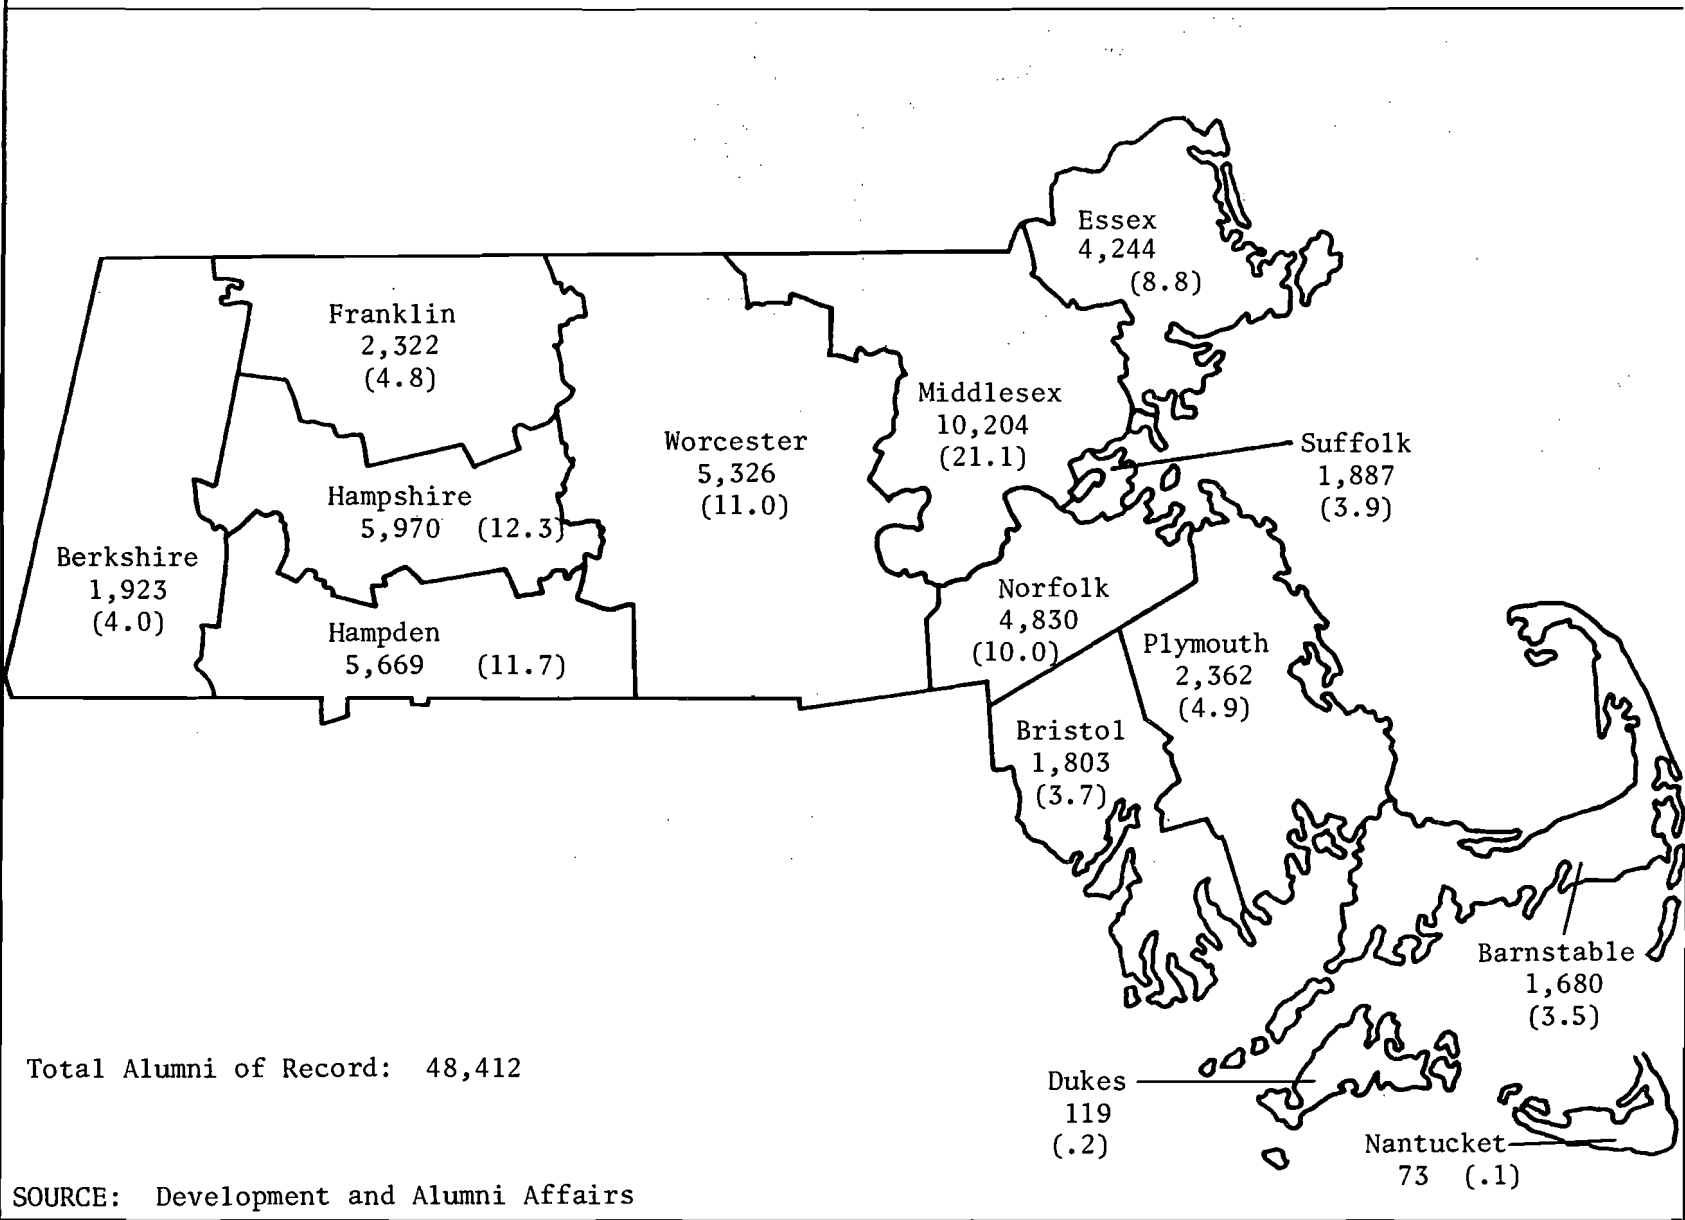 Essex
4,244
(8.8)
Franklin
2,322
(4.8)
Middlesex
10,204
(21.1)
Worcester
5,326
(11.0)
Suffolk
1,887
(3.9)
Hampshire
5,970 (12.3)
Berkshire
1,923
(4.0)
Norfolk
4,830
(10.0)
Hampden
5,669 (11.7)
Plymouth
2,362
(4.9)
Bristol
1,803
(3.7)
Barnstable
1,680
(3.5)
Total Alumni of Record: 48,412
Dukes
119
(.2)
Nantucket
73 (.1)
SOURCE: Development and Alumni Affairs